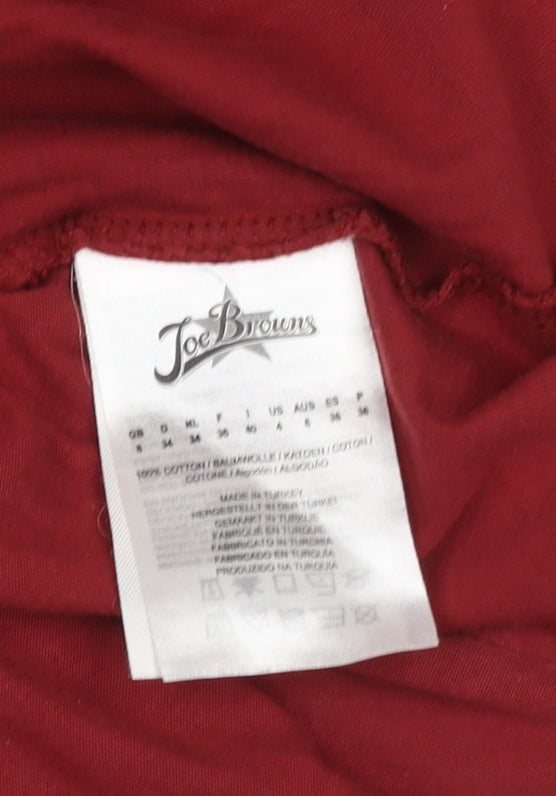 Joe Browns
GB D NL F I US AUS ES P
6 34 34 36 40 4 6 36 36
100% COTTON / BAUMWOLLE / KATOEN / COTON /
COTONE / Algodón / ALGODÃO
MADE IN TURKEY
HERGESTELLT IN DER TÜRKEI
GEMAAKT IN TURKIJE
FABRIQUÉ EN TURQUIE
FABBRICATO IN TURCHIA
FABRICADO EN TURQUÍA
PRODUZIDO NA TURQUIA